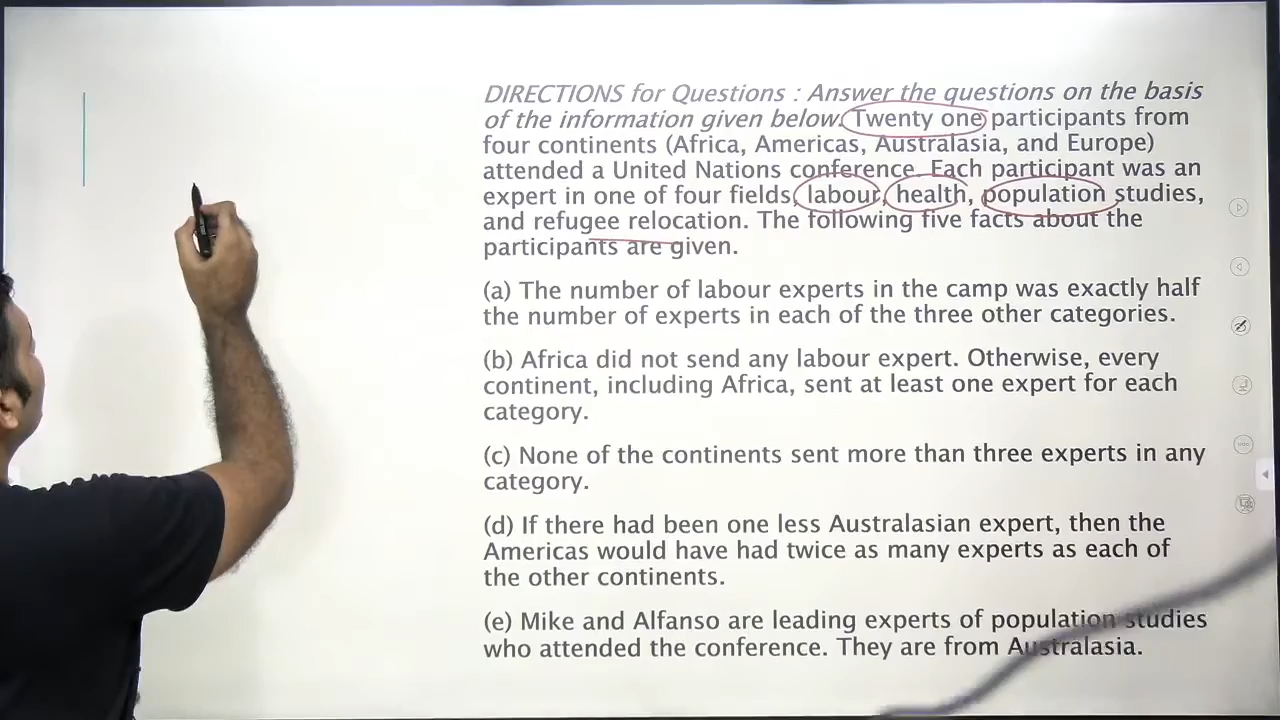 DIRECTIONS for Questions : Answer the questions on the basis
of the information given below. Twenty one participants from
four continents (Africa, Americas, Australasia, and Europe)
attended a United Nations conference. Each participant was an
expert in one of four fields, labour, health, population studies,
and refugee relocation. The following five facts about the
participants are given.
(a) The number of labour experts in the camp was exactly half
the number of experts in each of the three other categories.
(b) Africa did not send any labour expert. Otherwise, every
continent, including Africa, sent at least one expert for each
category.
(c) None of the continents sent more than three experts in any
category.
(d) If there had been one less Australasian expert, then the
Americas would have had twice as many experts as each of
the other continents.
(e) Mike and Alfanso are leading experts of population studies
who attended the conference. They are from Australasia.